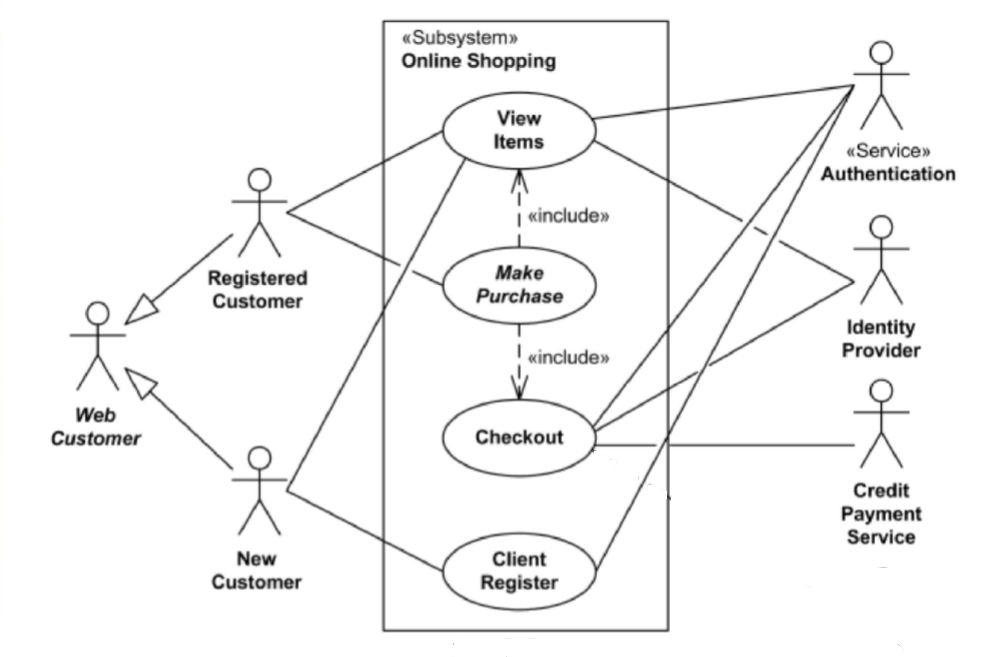 «Subsystem»
Online Shopping
View
Items
«Service»
Authentication
«include»
Registered
Customer
Make
Purchase
Identity
Provider
«include»
Web
Customer
Checkout
Credit
Payment
Service
New
Customer
Client
Register